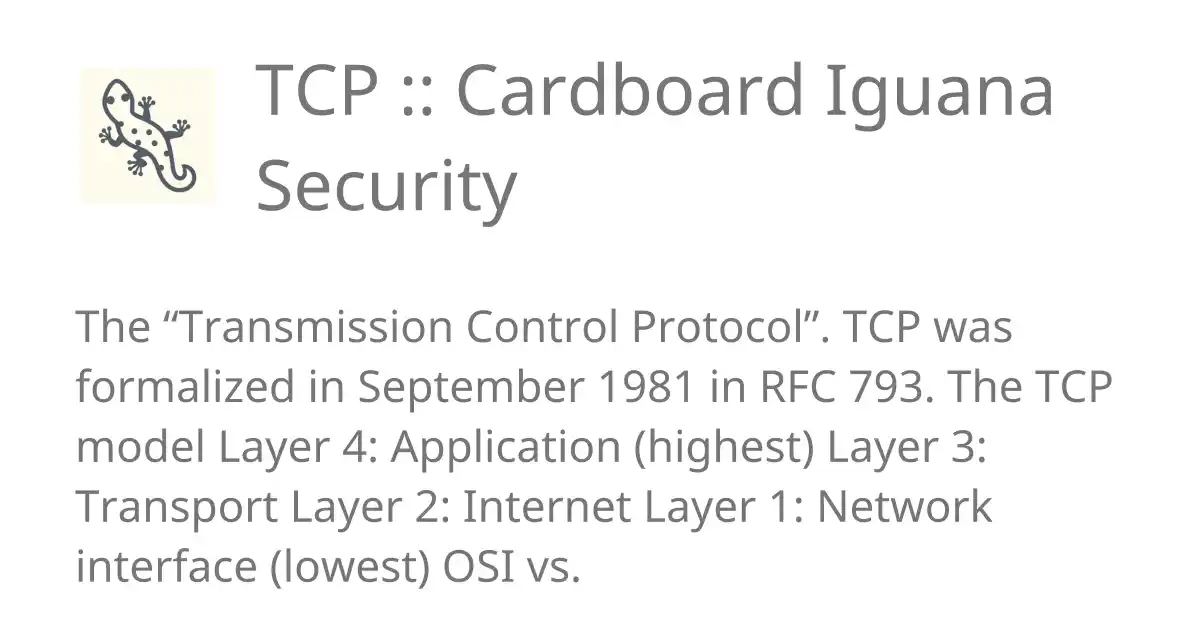 TCP :: Cardboard Iguana
Security
The “Transmission Control Protocol”. TCP was
formalized in September 1981 in RFC 793. The TCP
model Layer 4: Application (highest) Layer 3:
Transport Layer 2: Internet Layer 1: Network
interface (lowest) OSI vs.